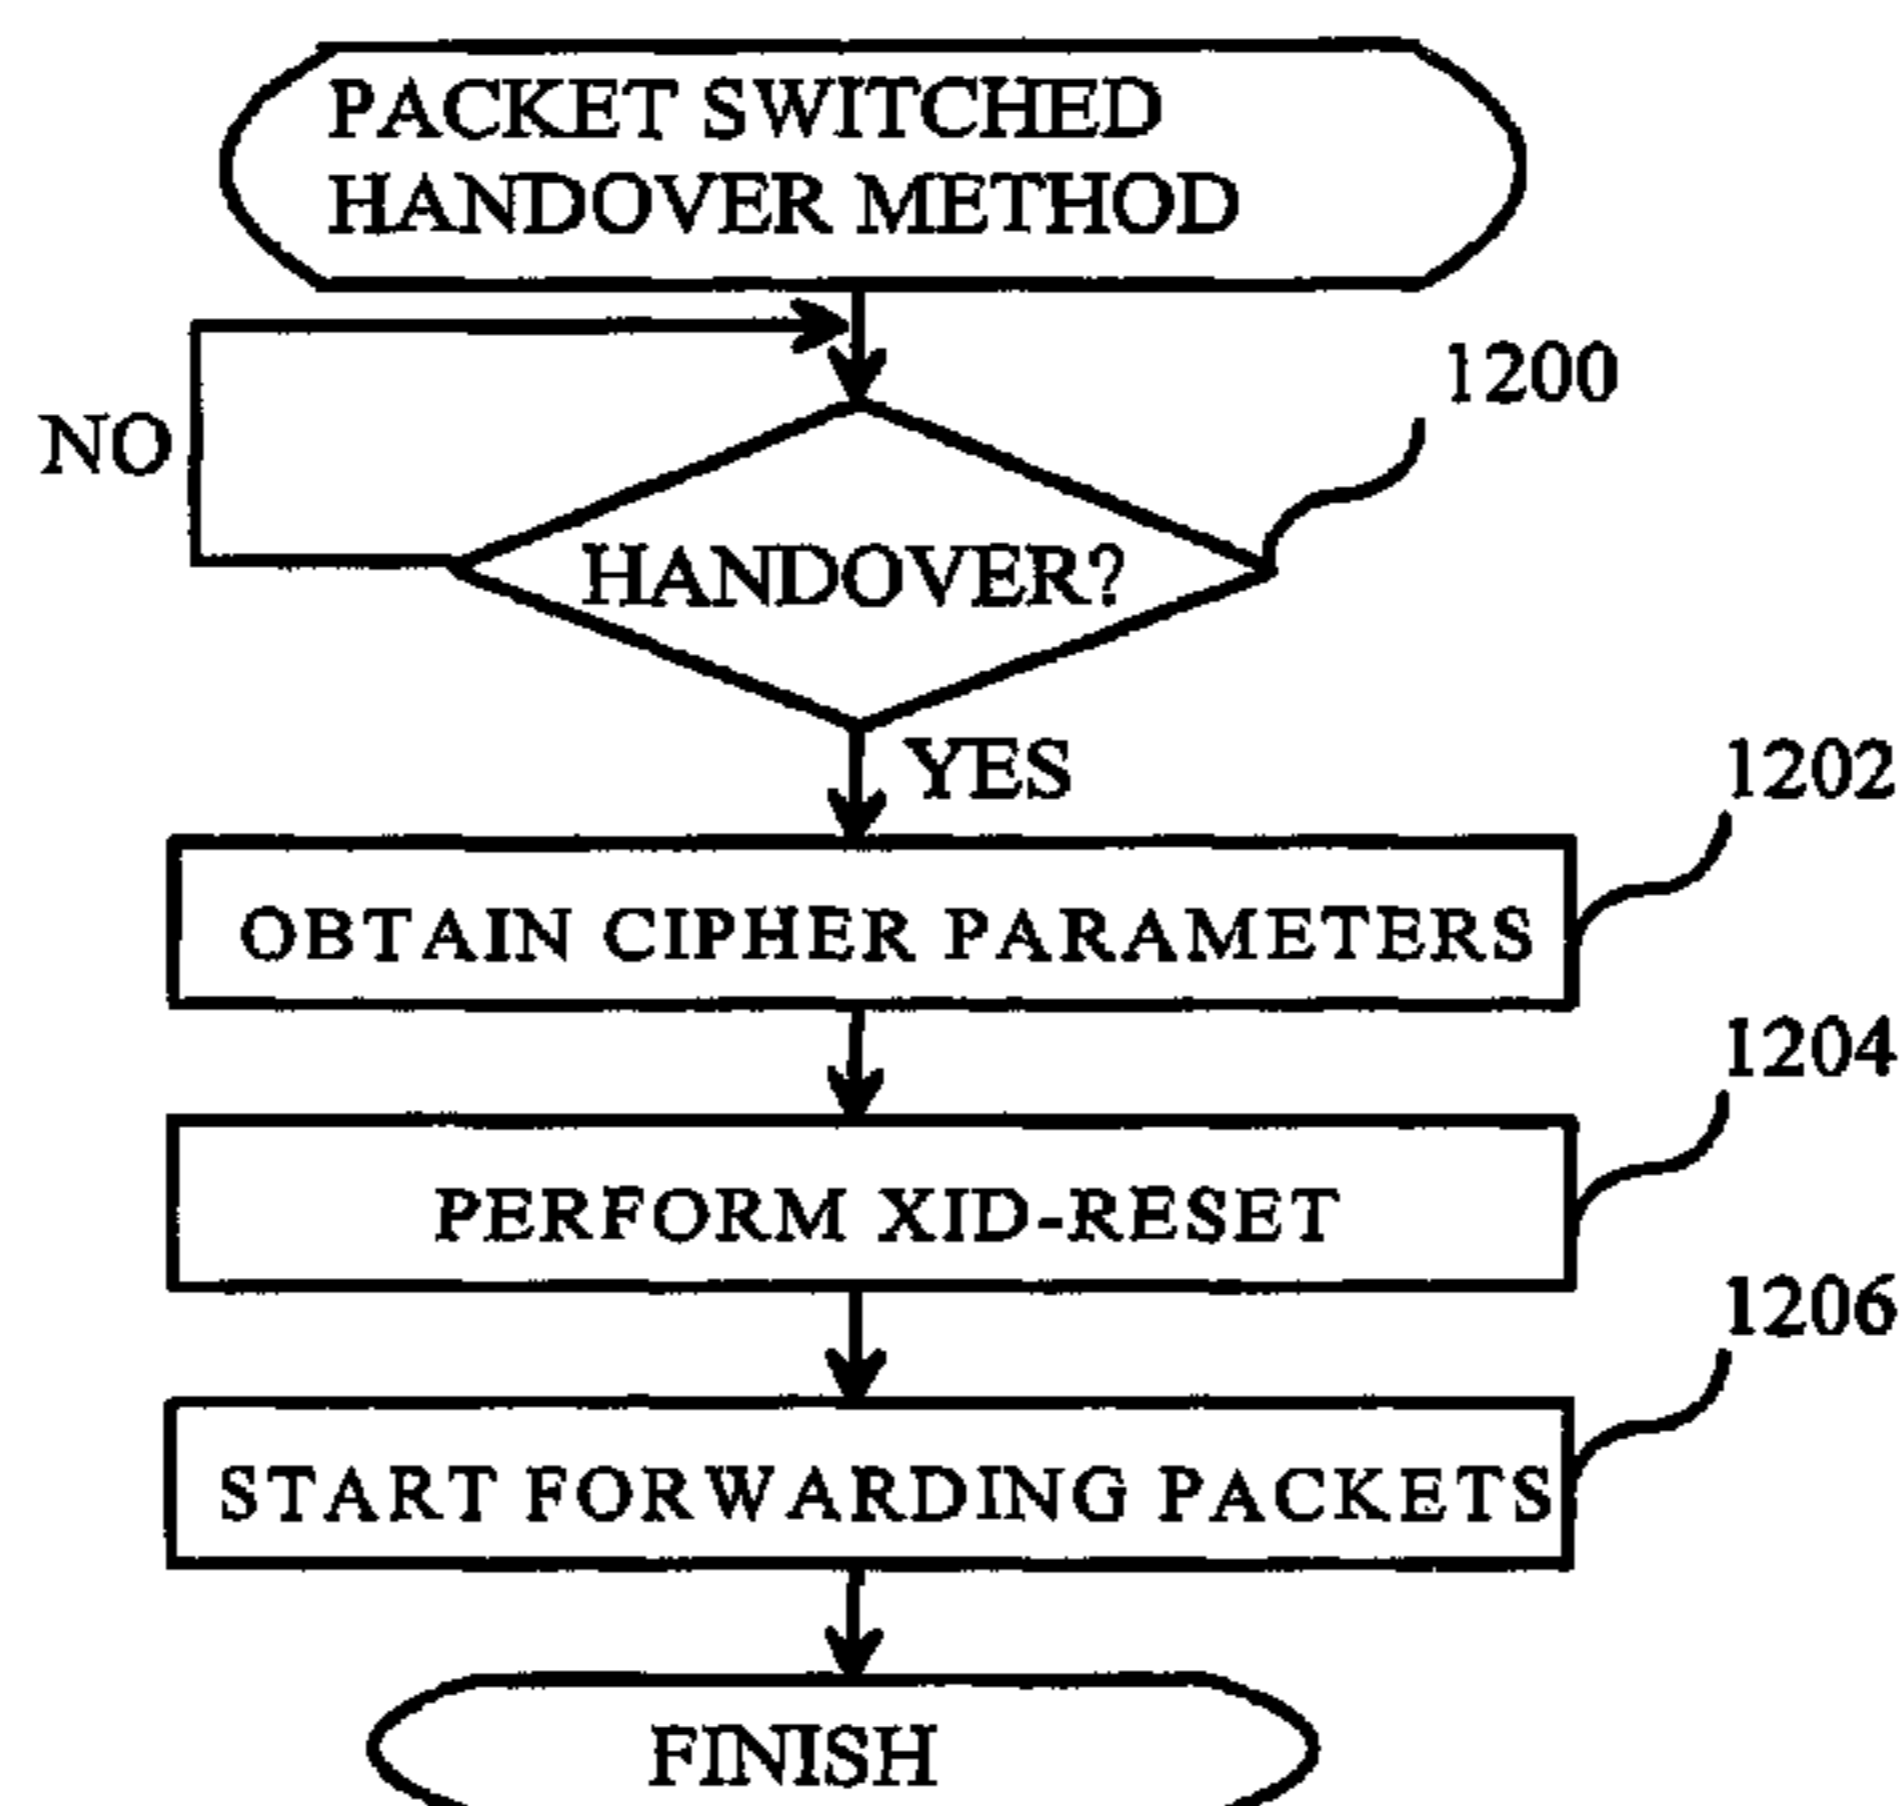 PACKET SWITCHED
HANDOVER METHOD
1200
NO
HANDOVER?
YES
1202
OBTAIN CIPHER PARAMETERS
1204
PERFORM XID-RESET
1206
START FORWARDING PACKETS
FINISH